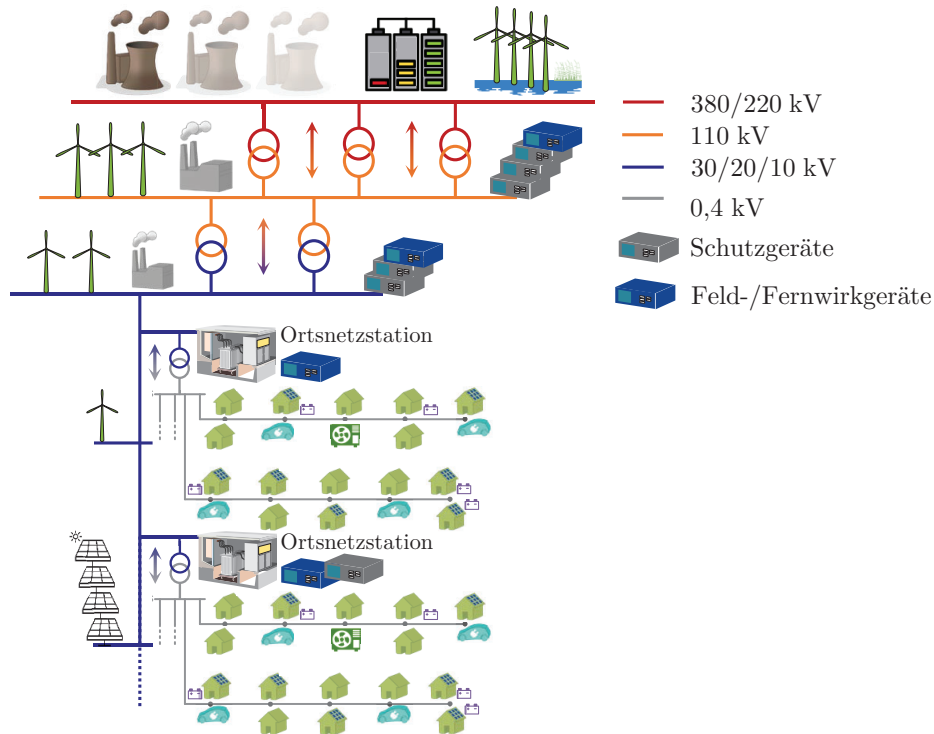 380/220 kV
110 kV
30/20/10 kV
0,4 kV
Schutzgeräte
Feld-/Fernwirkgeräte
Ortsnetzstation
Ortsnetzstation